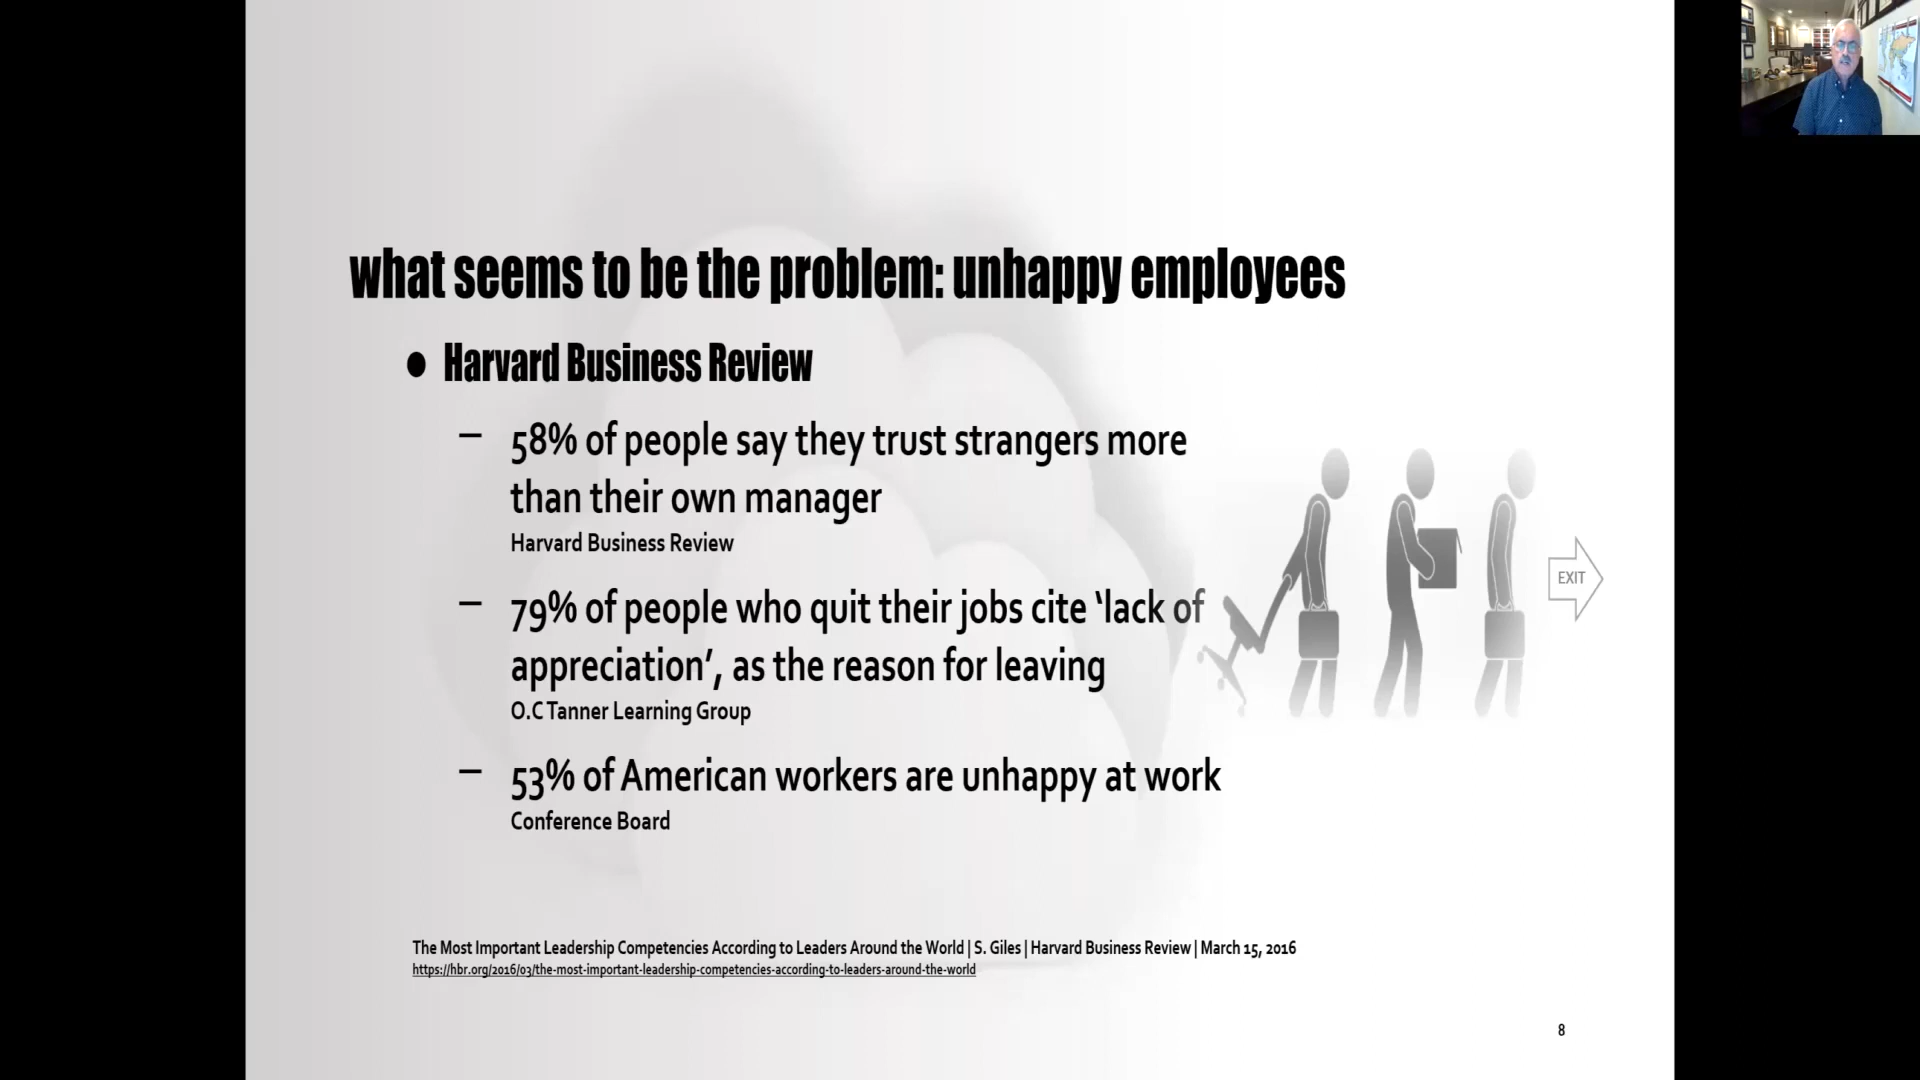 what seems to be the problem: unhappy employees
● Harvard Business Review
– 58% of people say they trust strangers more
than their own manager
Harvard Business Review
– 79% of people who quit their jobs cite ‘lack of
appreciation’, as the reason for leaving
O.C Tanner Learning Group
– 53% of American workers are unhappy at work
Conference Board
EXIT
The Most Important Leadership Competencies According to Leaders Around the World | S. Giles | Harvard Business Review | March 15, 2016
https://hbr.org/2016/03/the-most-important-leadership-competencies-according-to-leaders-around-the-world
8